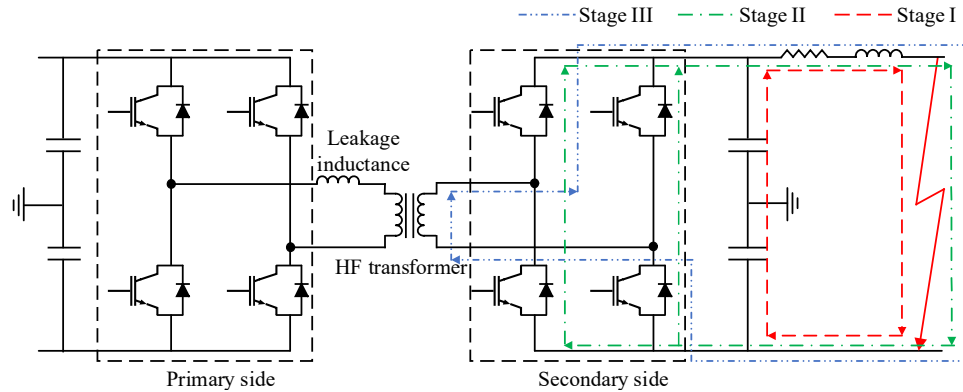 Stage III
Stage II
Stage I
Leakage
inductance
HF transformer
Primary side
Secondary side